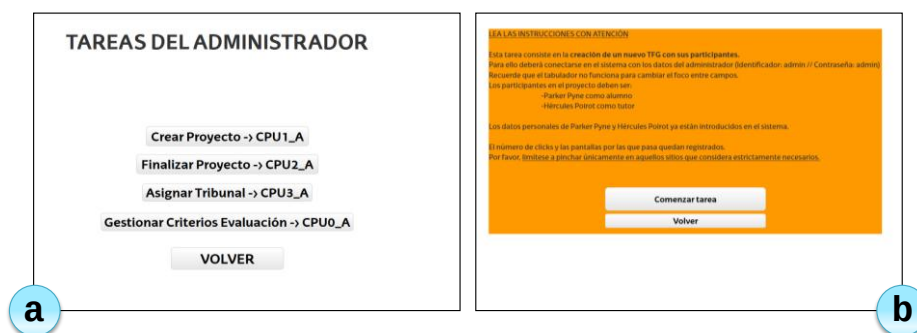 TAREAS DEL ADMINISTRADOR
Crear Proyecto -> CPU1_A
Finalizar Proyecto -> CPU2_A
Asignar Tribunal -> CPU3_A
Gestionar Criterios Evaluación -> CPU0_A
VOLVER
a
LEA LAS INSTRUCCIONES CON ATENCIÓN
Esta tarea consiste en la creación de un nuevo TFG con sus participantes.
Para ello deberá conectarse en el sistema con los datos del administrador (Identificador: admin // Contraseña: admin)
Recuerde que el tabulador no funciona para cambiar el foco entre campos.
Los participantes en el proyecto deben ser:
-Parker Pyne como alumno
-Hércules Poirot como tutor
Los datos personales de Parker Pyne y Hércules Poirot ya están introducidos en el sistema.
El número de clicks y las pantallas por las que pasa quedan registrados.
Por favor, limítese a pinchar únicamente en aquellos sitios que considera estrictamente necesarios.
Comenzar tarea
Volver
b